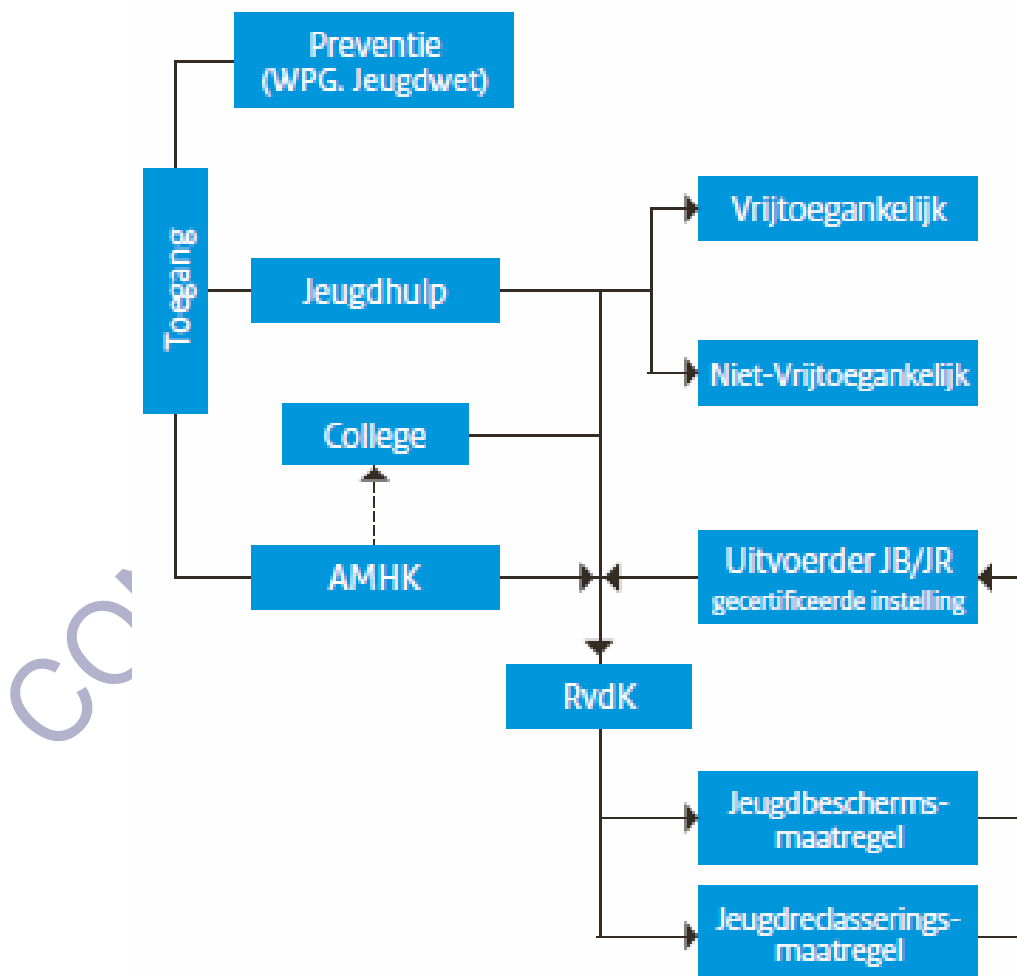 Preventie
(WPG. Jeugdwet)
Toegang
Vrijtoegankelijk
Jeugdhulp
Niet-Vrijtoegankelijk
College
AMHK
Uitvoerder JB/JR
gecertificeerde instelling
RvdK
Jeugdbescherms-
maatregel
Jeugdreclasserings-
maatregel